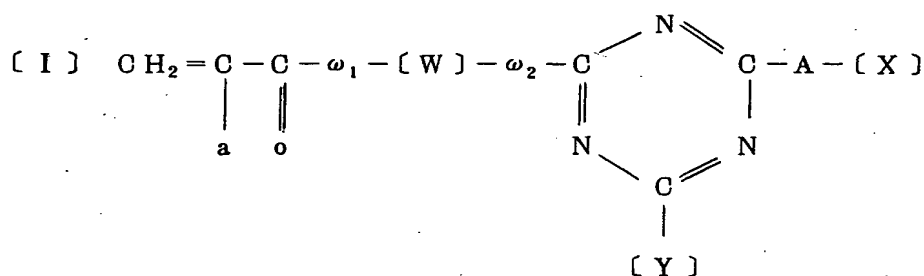 N
〔 I 〕 CH₂=C-C-ω₁-〔W〕-ω₂-C C-A-〔X〕
a o N N
C
〔Y〕